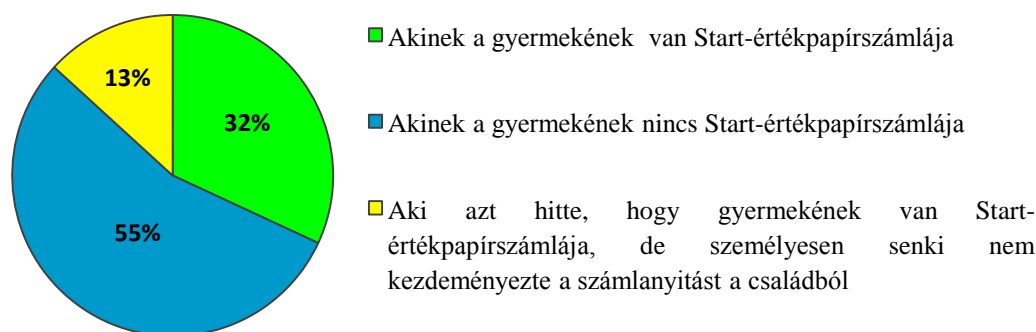 13%
32%
55%
Akinek a gyermekének van Start-értékpapírszámlája
Akinek a gyermekének nincs Start-értékpapírszámlája
Aki azt hitte, hogy gyermekének van Start-
értékpapírszámlája, de személyesen senki nem
kezdeményezte a számlanyitást a családból